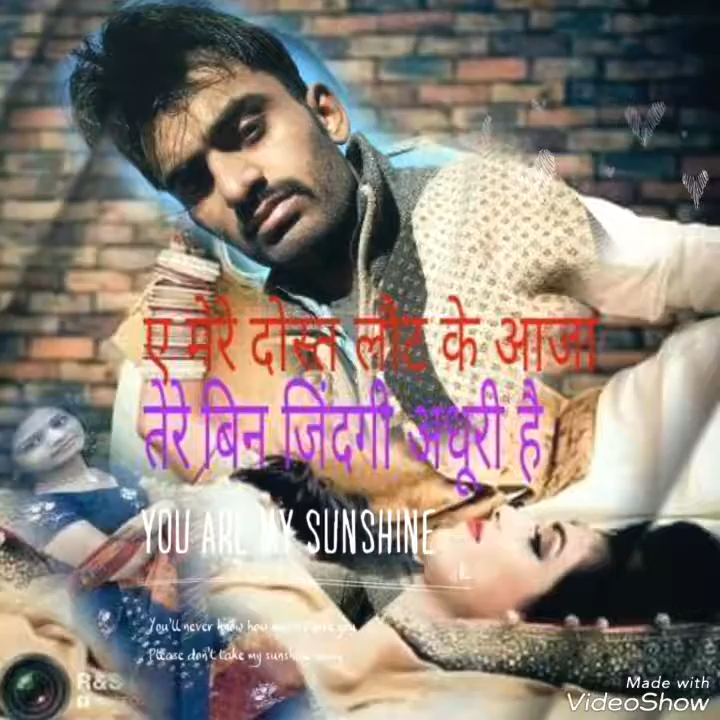 ए मेरे दोस्त लौट के आजा
तेरे बिन जिंदगी अधूरी है
YOU ARE MY SUNSHINE
You'll never know how
Please don't take my sunshine
R&S
Made with
VideoShow